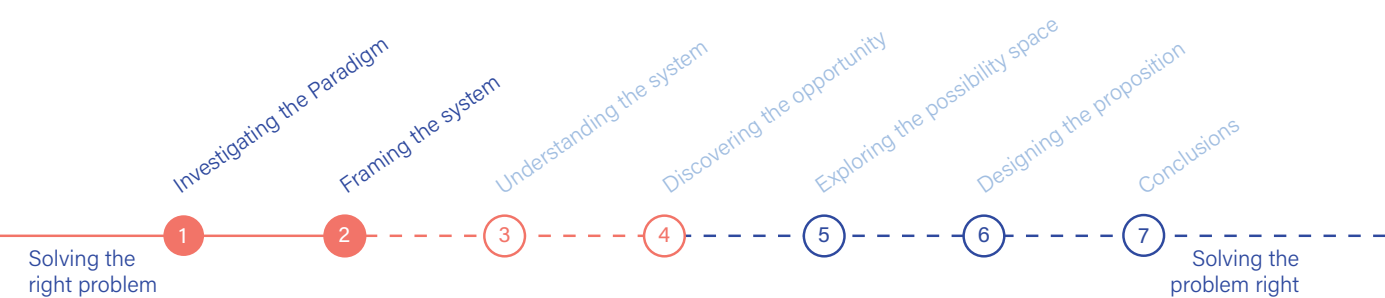 Investigating the Paradigm
Framing the system
Understanding the system
Discovering the opportunity
Exploring the possibility space
Designing the proposition
Conclusions
1
2
3
4
5
6
7
Solving the
right problem
Solving the
problem right